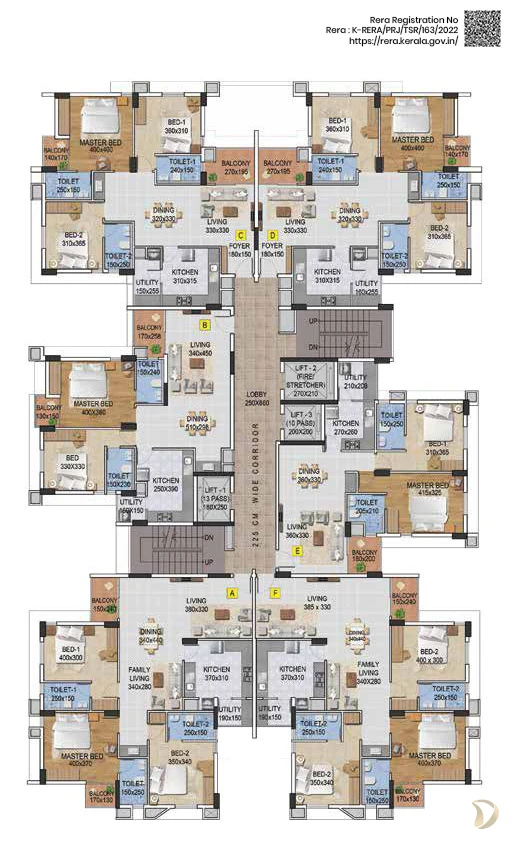 Rera Registration No
Rera : K-RERA/PRJ/TSR/163/2022
https://rera.kerala.gov.in/
MASTER BED
400x400
BED-1
360x310
BALCONY
140x170
TOILET-1
240x150
TOILET
250x150
BALCONY
270x195
DINING
320x330
LIVING
330x330
C
FOYER
180x150
BED-2
310x365
TOILET-2
150x250
UTILITY
150x255
KITCHEN
310x315
BED-1
360x310
MASTER BED
400x400
BALCONY
140x170
TOILET-1
240x150
TOILET
250x150
BALCONY
270x195
LIVING
330x330
DINING
320x330
D
FOYER
180x150
BED-2
310x365
TOILET-2
150x250
KITCHEN
310X315
UTILITY
160x255
BALCONY
170x258
B
LIVING
340x450
TOILET
150x240
MASTER BED
400X360
BALCONY
130x150
DINING
510x298
BED
330X330
TOILET
150X230
KITCHEN
250X390
UTILITY
160X150
LIFT - 1
(13 PASS)
180X250
DN
UP
LOBBY
250X860
225 CM WIDE CORRIDOR
UP
DN
LIFT - 2
(FIRE/
STRETCHER)
270X210
UTILITY
210x208
LIFT - 3
(10 PASS)
200X200
KITCHEN
270x260
TOILET
150x250
BED-1
310x365
DINING
360x330
MASTER BED
415x325
TOILET
205x210
LIVING
360x330
E
BALCONY
180x200
BALCONY
150x240
LIVING
380x330
A
DINING
340x440
BED-1
400x300
FAMILY
LIVING
340x280
KITCHEN
370x310
TOILET-1
250x150
UTILITY
190x150
MASTER BED
400x370
TOILET-2
250x150
BED-2
350x340
TOILET
150x250
BALCONY
170x130
F
LIVING
385 x 330
BALCONY
150x240
DINING
340x440
BED-2
400 x 300
KITCHEN
370x310
FAMILY
LIVING
340X280
TOILET-2
250x150
UTILITY
190x150
TOILET-2
250x150
MASTER BED
400x370
BED-2
350x340
TOILET
150x250
BALCONY
170x130